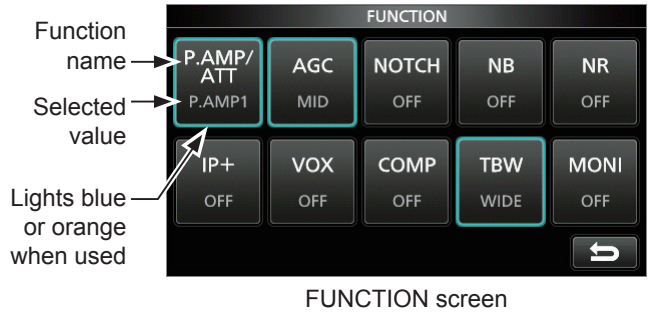 FUNCTION
Function
name
Selected
value
Lights blue
or orange
when used
P.AMP/
ATT
P.AMP1
AGC
MID
NOTCH
OFF
NB
OFF
NR
OFF
IP+
OFF
VOX
OFF
COMP
OFF
TBW
WIDE
MONI
OFF
FUNCTION screen